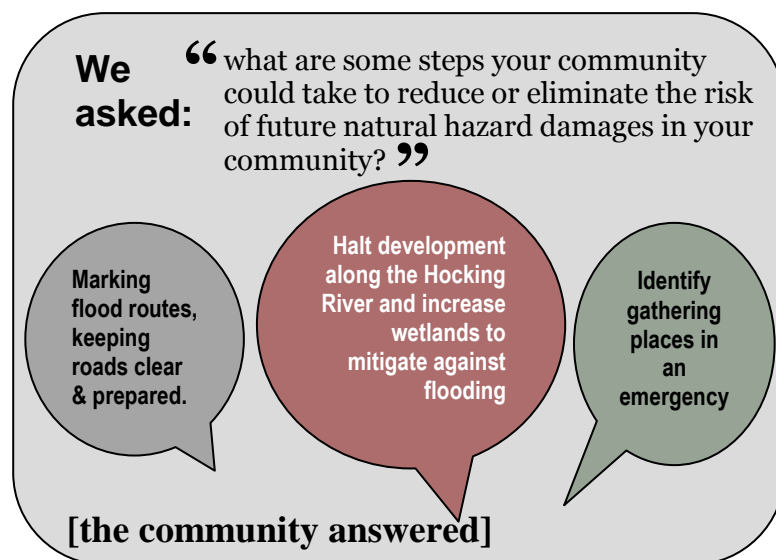 We
asked:
“ what are some steps your community
could take to reduce or eliminate the risk
of future natural hazard damages in your
community? ”
Marking
flood routes,
keeping
roads clear
& prepared.
Halt development
along the Hocking
River and increase
wetlands to
mitigate against
flooding
Identify
gathering
places in
an
emergency
[the community answered]